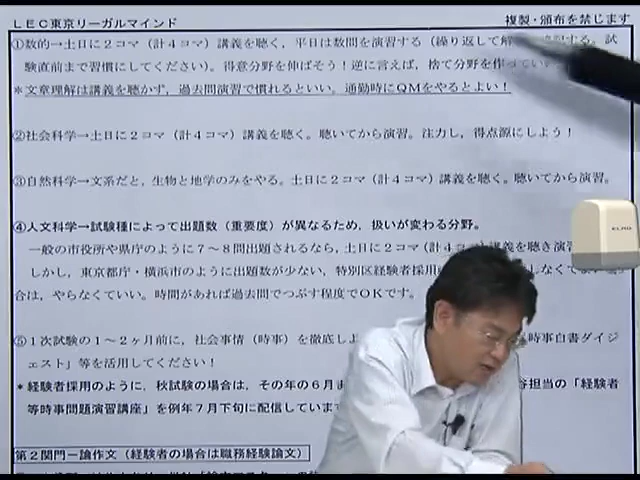 LEC東京リーガルマインド
複製・頒布を禁じます
①数的→土日に2コマ(計4コマ)講義を聴く,平日は数問を演習する(繰り返して解
試験直前まで習慣にしてください)。得意分野を伸ばそう!逆に言えば,捨て分野を作
*文章理解は講義を聴かず,過去問演習で慣れるといい。通勤時にQMをやるとよい!
②社会科学→土日に2コマ(計4コマ)講義を聴く。聴いてから演習。注力し,得点源にしよう!
③自然科学→文系だと,生物と地学のみをやる。土日に2コマ(計4コマ)講義を聴く。聴いてから演習。
④人文科学→試験種によって出題数(重要度)が異なるため,扱いが変わる分野。
一般の市役所や県庁のように7~8問出題されるなら,土日に2コマ(計4コマ)講義を聴き演
しかし,東京都庁・横浜市のように出題数が少ない,特別区経験者採用
合は,やらなくていい。時間があれば過去問でつぶす程度でOKです。
⑤1次試験の1~2ヶ月前に,社会事情(時事)を徹底し 時事白書ダイジ
ェスト」等を活用してください!
*経験者採用のように,秋試験の場合は,その年の6月 担当の「経験者
等時事問題演習講座」を例年7月下旬に配信していま
第2関門-論作文(経験者の場合は職務経験論文)
ELMO